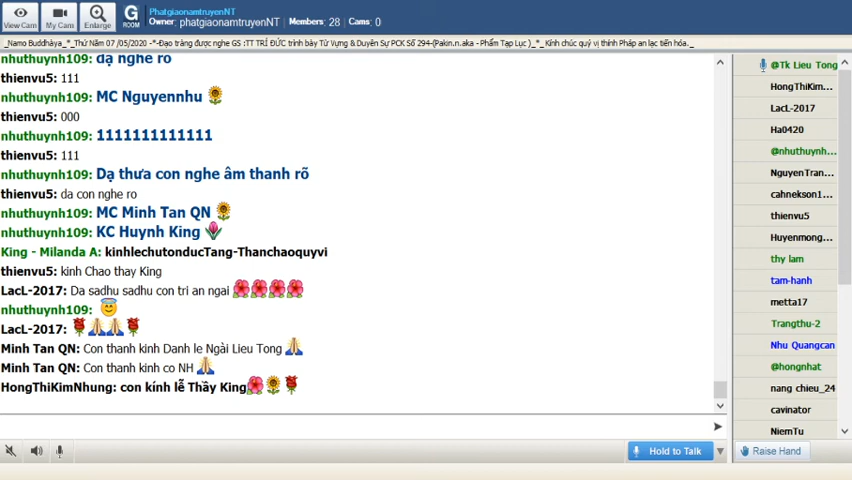 View Cam
My Cam
Enlarge
G
ROOM
PhatgiaonamtruyenNT
Owner: phatgiaonamtruyenNT Members: 28 Cams: 0
_Namo Buddhàya_*_Thứ Năm 07 /05/2020 -*-Đạo tràng được nghe GS :TT TRÍ ĐỨC trình bày Từ Vựng & Duyên Sự PCK Số 294-(Pakin.n.aka - Phẩm Tạp Lục )_*_ Kính chúc quý vị thính Pháp an lạc tiến hóa._
nhuthuynh109: dạ nghe rõ
thienvu5: 111
nhuthuynh109: MC Nguyennhu
thienvu5: 000
nhuthuynh109: 1111111111111
thienvu5: 111
nhuthuynh109: Dạ thưa con nghe âm thanh rõ
thienvu5: da con nghe ro
nhuthuynh109: MC Minh Tan QN
nhuthuynh109: KC Huynh King
King - Milanda A: kinhlechutonducTang-Thanchaoquyvi
thienvu5: kinh Chao thay King
LacL-2017: Da sadhu sadhu con tri an ngai
nhuthuynh109:
LacL-2017:
Minh Tan QN: Con thanh kinh Danh le Ngài Lieu Tong
Minh Tan QN: Con thanh kinh co NH
HongThiKimNhung: con kính lễ Thầy King
Hold to Talk
@Tk Lieu Tong
HongThiKim...
LacL-2017
Ha0420
@nhuthuynh...
NguyenTran...
cahnekson1...
thienvu5
Huyenmong...
thy lam
tam-hanh
metta17
Trangthu-2
Nhu Quangcan
@hongnhat
nang chieu_24
cavinator
NiemTu
Raise Hand